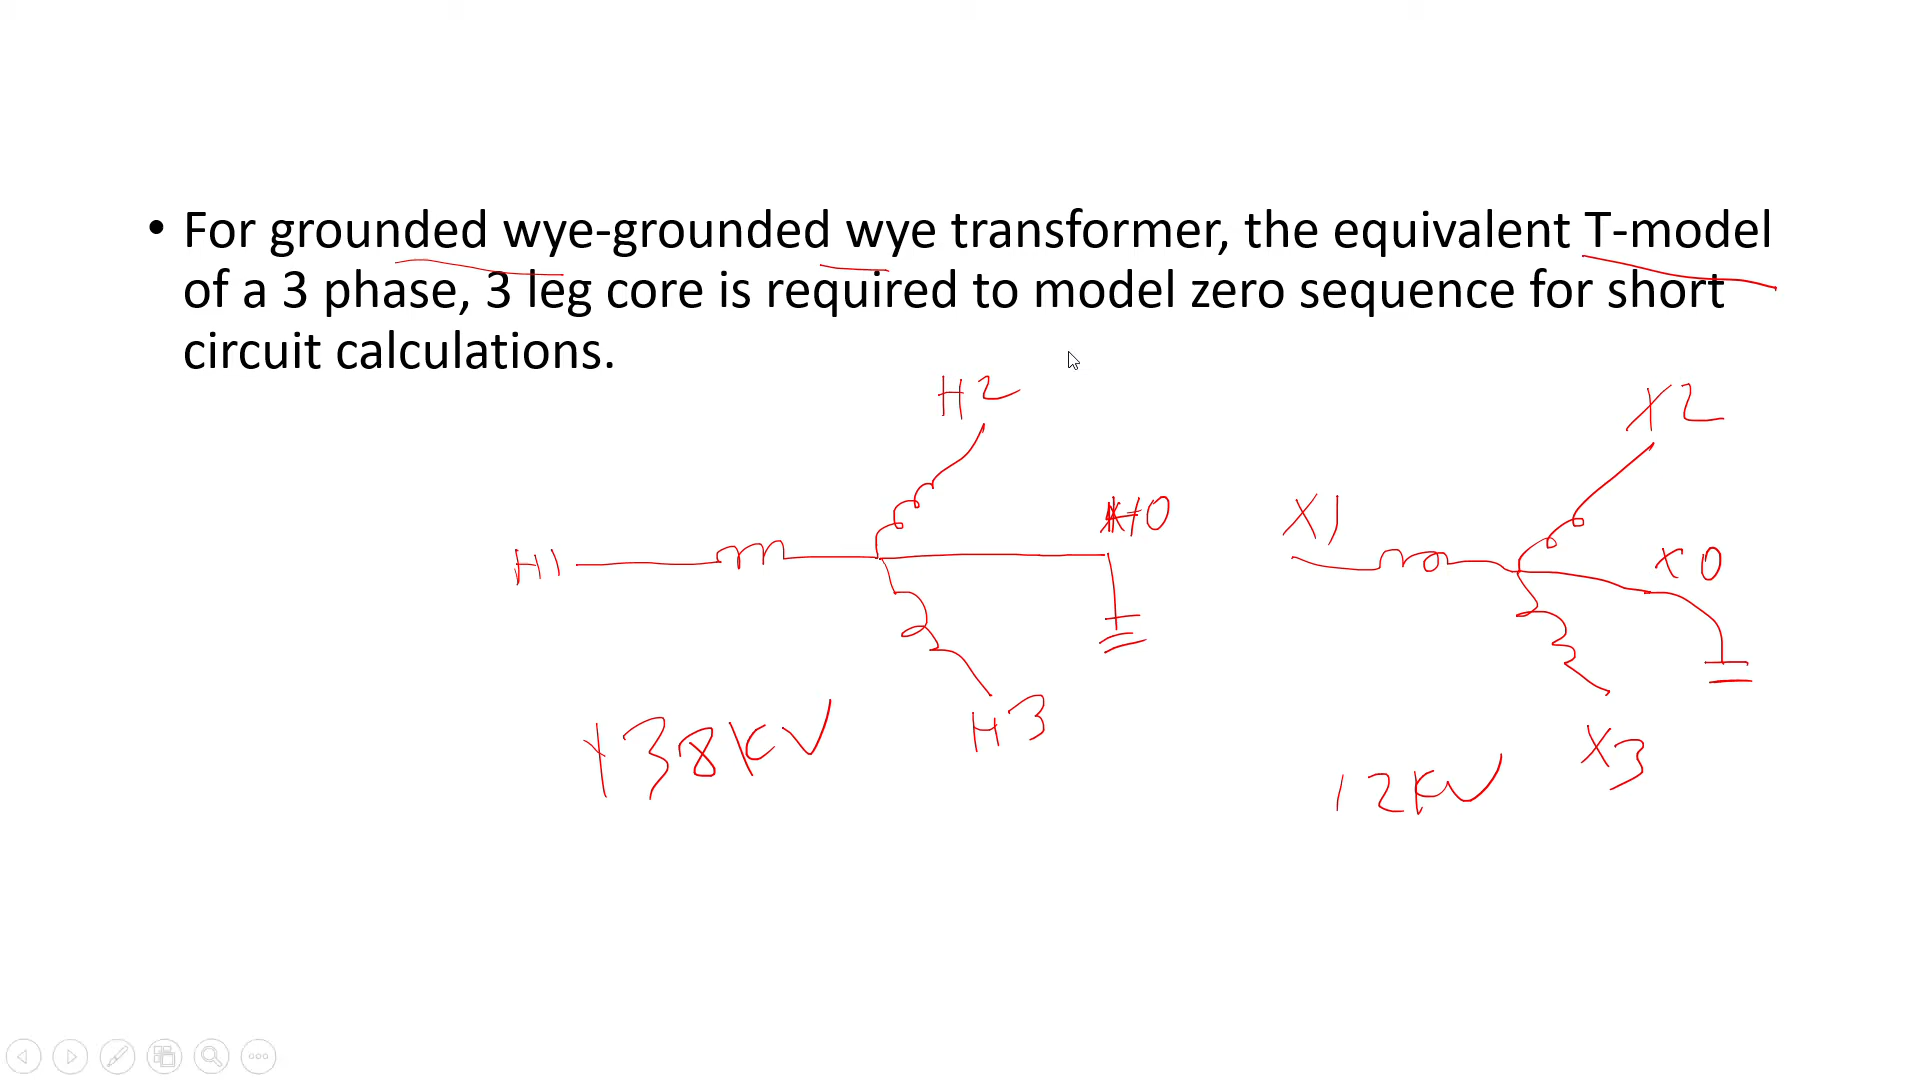 • For grounded wye-grounded wye transformer, the equivalent T-model
of a 3 phase, 3 leg core is required to model zero sequence for short
circuit calculations.
H2
X2
H0
X1
H1
X0
H3
138KV
X3
12KV